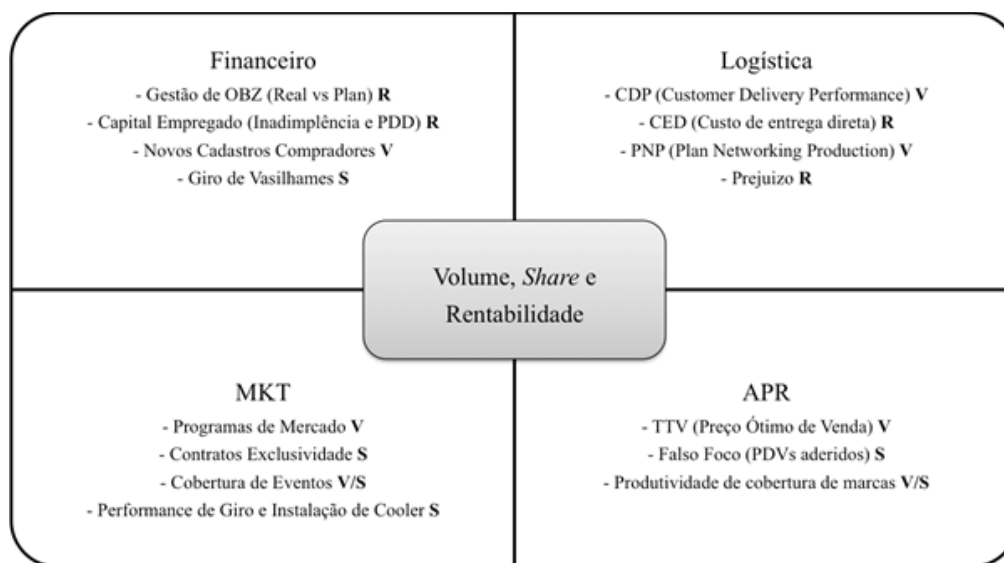 Financeiro
- Gestão de OBZ (Real vs Plan) R
- Capital Empregado (Inadimplência e PDD) R
- Novos Cadastros Compradores V
- Giro de Vasilhames S
Logística
- CDP (Customer Delivery Performance) V
- CED (Custo de entrega direta) R
- PNP (Plan Networking Production) V
- Prejuizo R
Volume, Share e
Rentabilidade
MKT
- Programas de Mercado V
- Contratos Exclusividade S
- Cobertura de Eventos V/S
- Performance de Giro e Instalação de Cooler S
APR
- TTV (Preço Ótimo de Venda) V
- Falso Foco (PDVs aderidos) S
- Produtividade de cobertura de marcas V/S